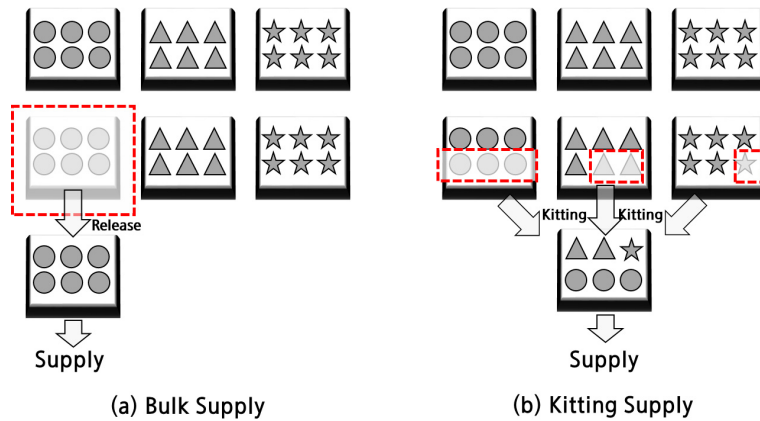 Release
Supply
(a) Bulk Supply
Kitting
Kitting
Supply
(b) Kitting Supply